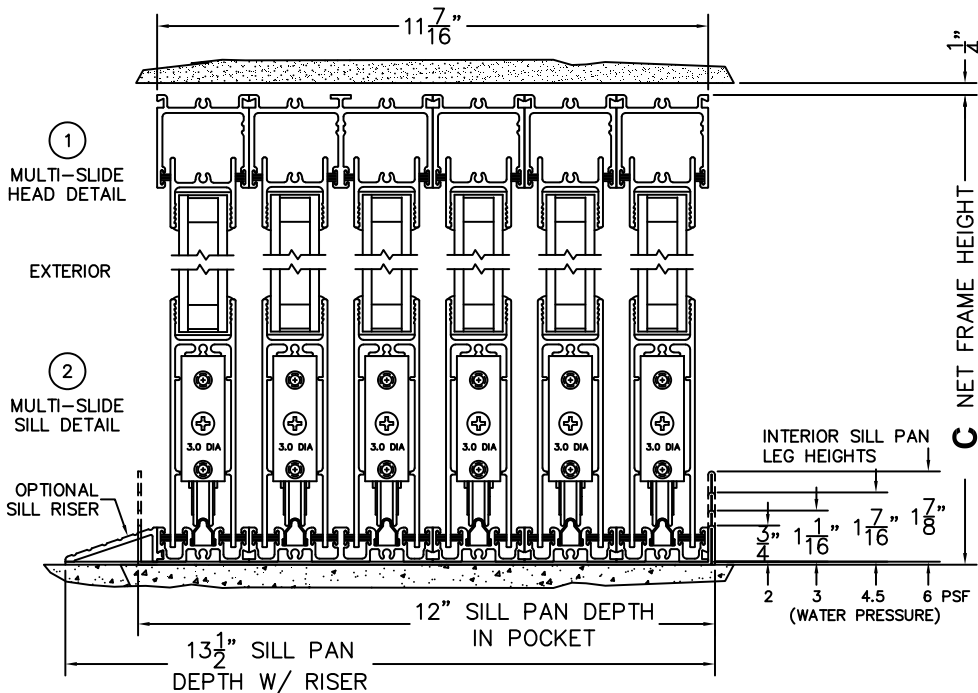 11 7/16"
1/4"
1
MULTI-SLIDE
HEAD DETAIL
EXTERIOR
C NET FRAME HEIGHT
2
MULTI-SLIDE
SILL DETAIL
3.0 DIA 3.0 DIA 3.0 DIA 3.0 DIA 3.0 DIA 3.0 DIA
INTERIOR SILL PAN
LEG HEIGHTS
OPTIONAL
SILL RISER
3/4" 1 1/16" 1 7/16" 1 7/8"
2 3 4.5 6 PSF
(WATER PRESSURE)
12" SILL PAN DEPTH
IN POCKET
13 1/2" SILL PAN
DEPTH W/ RISER